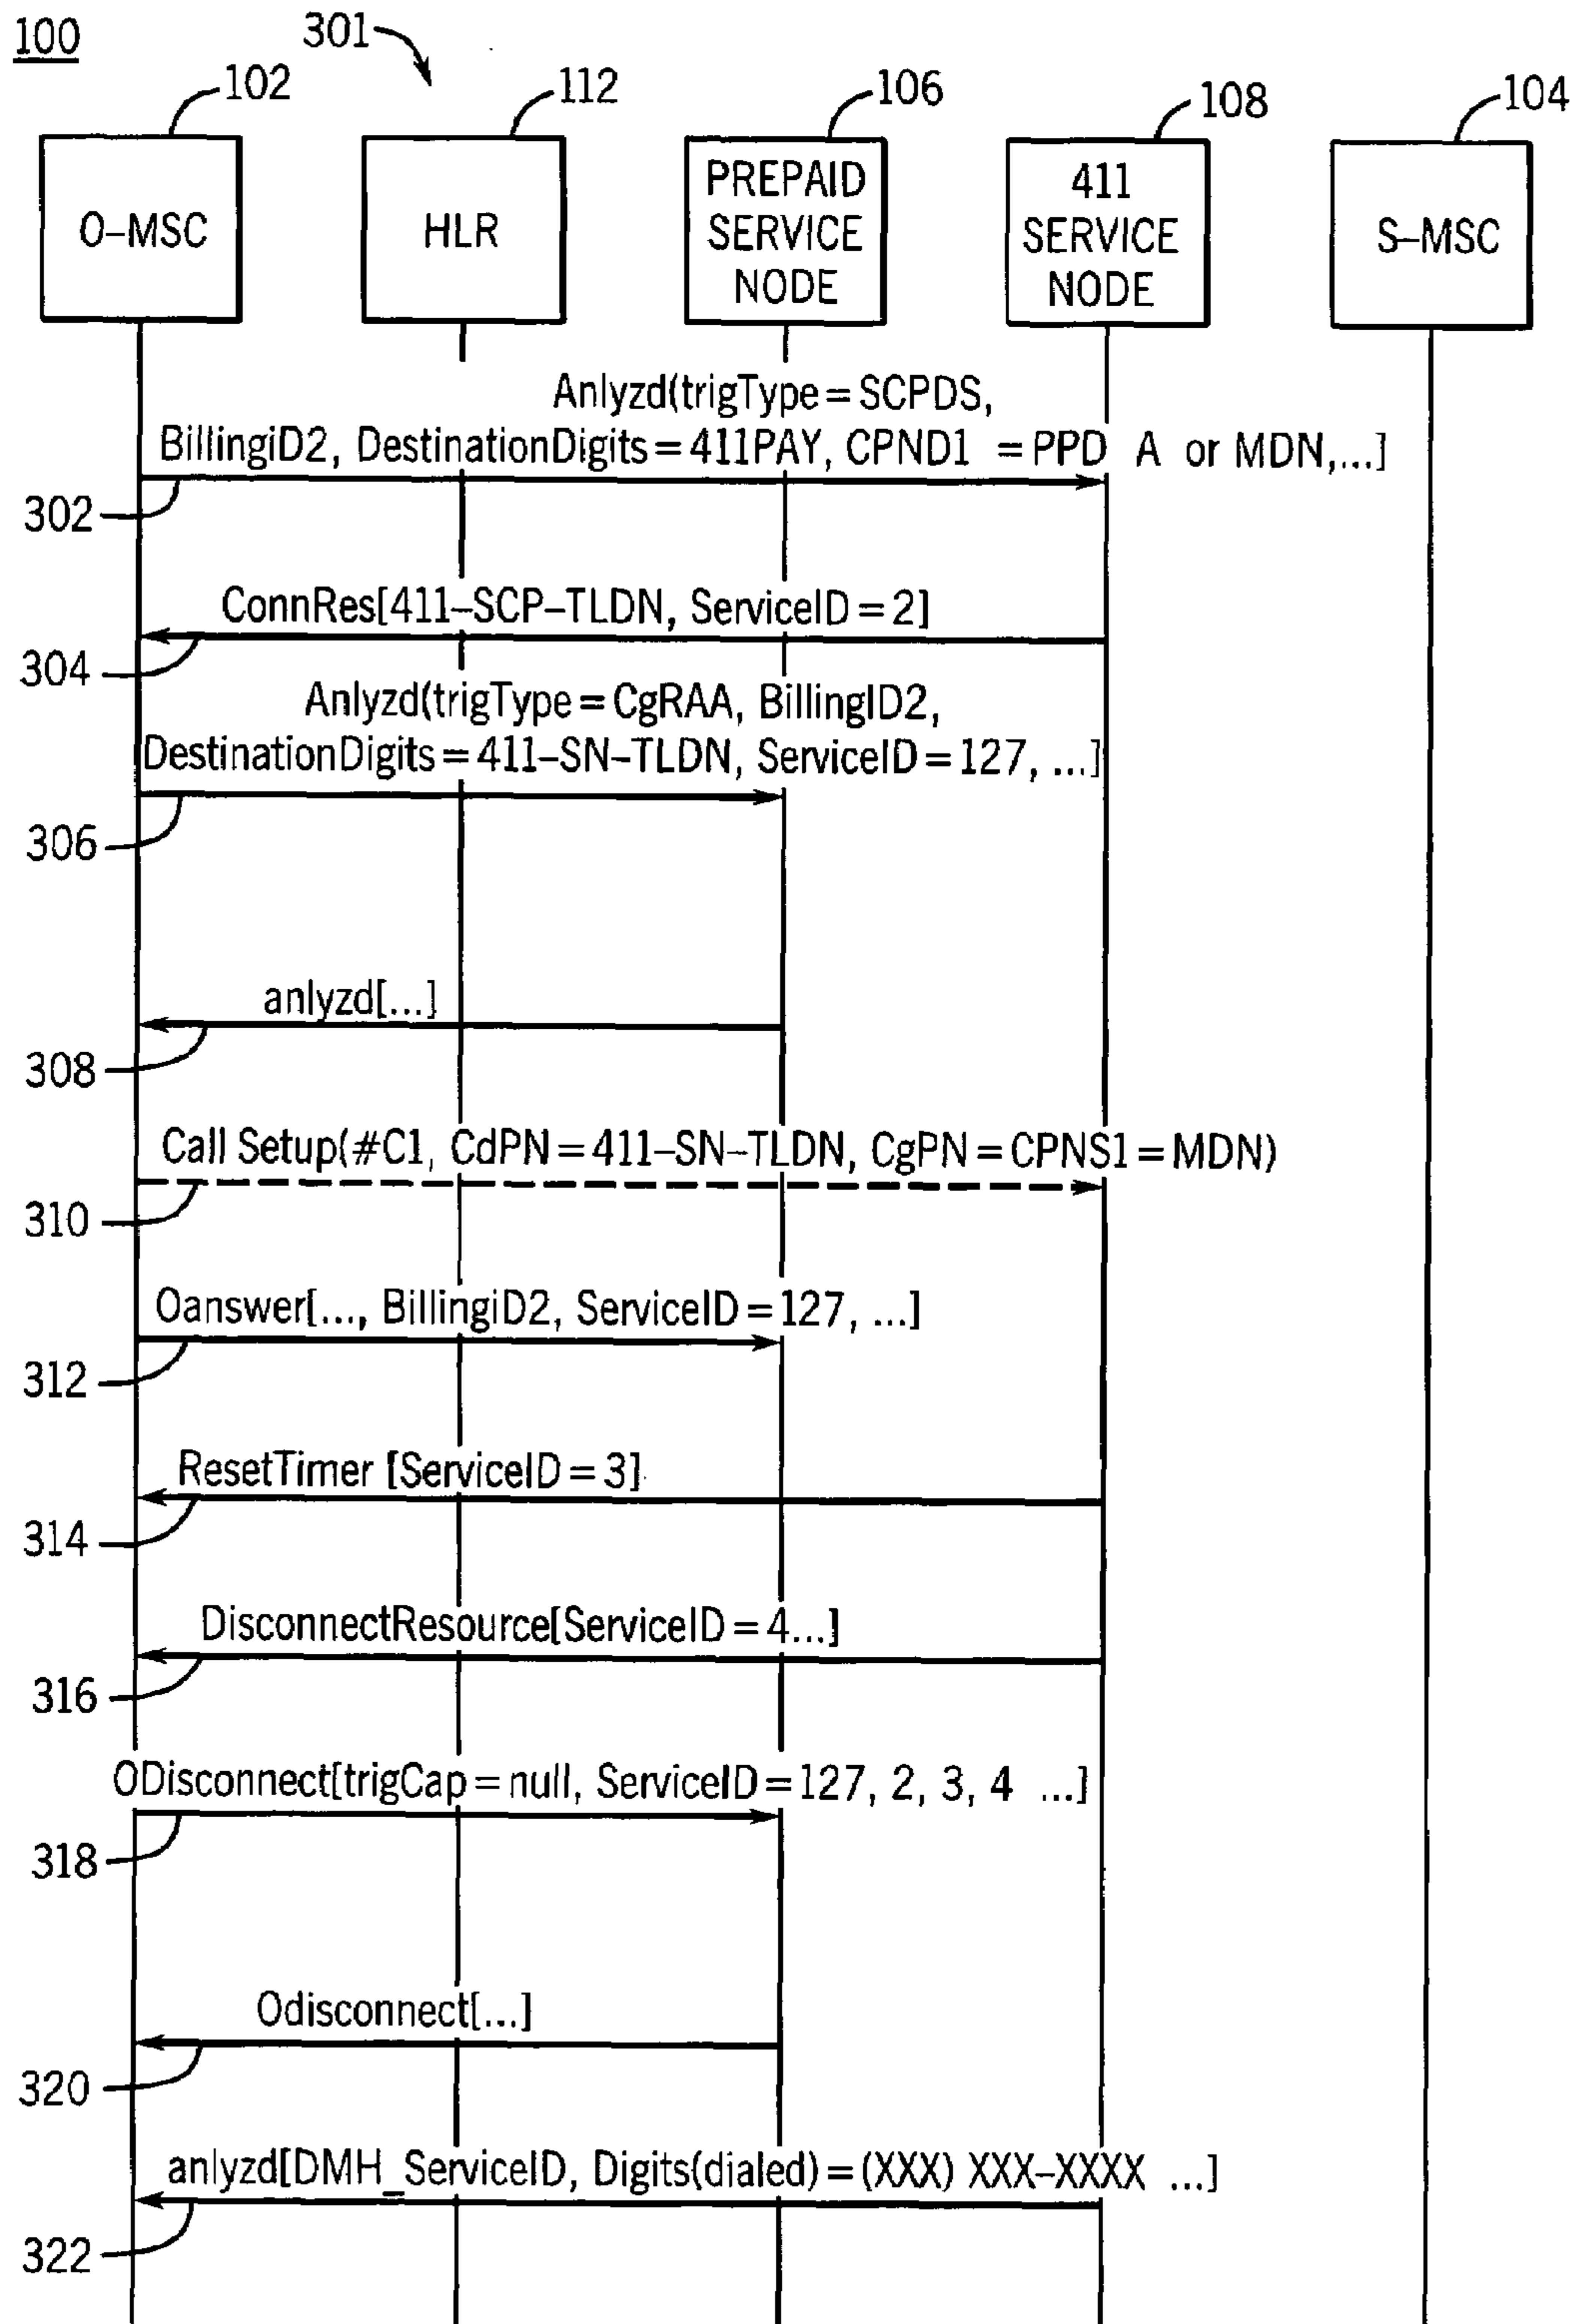 100
301
102
112
106
108
104
O-MSC
HLR
PREPAID
SERVICE
NODE
411
SERVICE
NODE
S-MSC
Anlyzd(trigType=SCPDS,
BillingiD2, DestinationDigits=411PAY, CPND1 =PPD A or MDN,...]
302
ConnRes[411-SCP-TLDN, ServiceID=2]
304
Anlyzd(trigType=CgRAA, BillingID2,
DestinationDigits=411-SN-TLDN, ServiceID=127, ...]
306
anlyzd[...]
308
Call Setup(#C1, CdPN=411-SN-TLDN, CgPN=CPNS1=MDN)
310
Oanswer[..., BillingiD2, ServiceID=127, ...]
312
ResetTimer [ServiceID=3]
314
DisconnectResource[ServiceID=4...]
316
ODisconnect[trigCap=null, ServiceID=127, 2, 3, 4 ...]
318
Odisconnect[...]
320
anlyzd[DMH_ServiceID, Digits(dialed)=(XXX) XXX-XXXX ...]
322